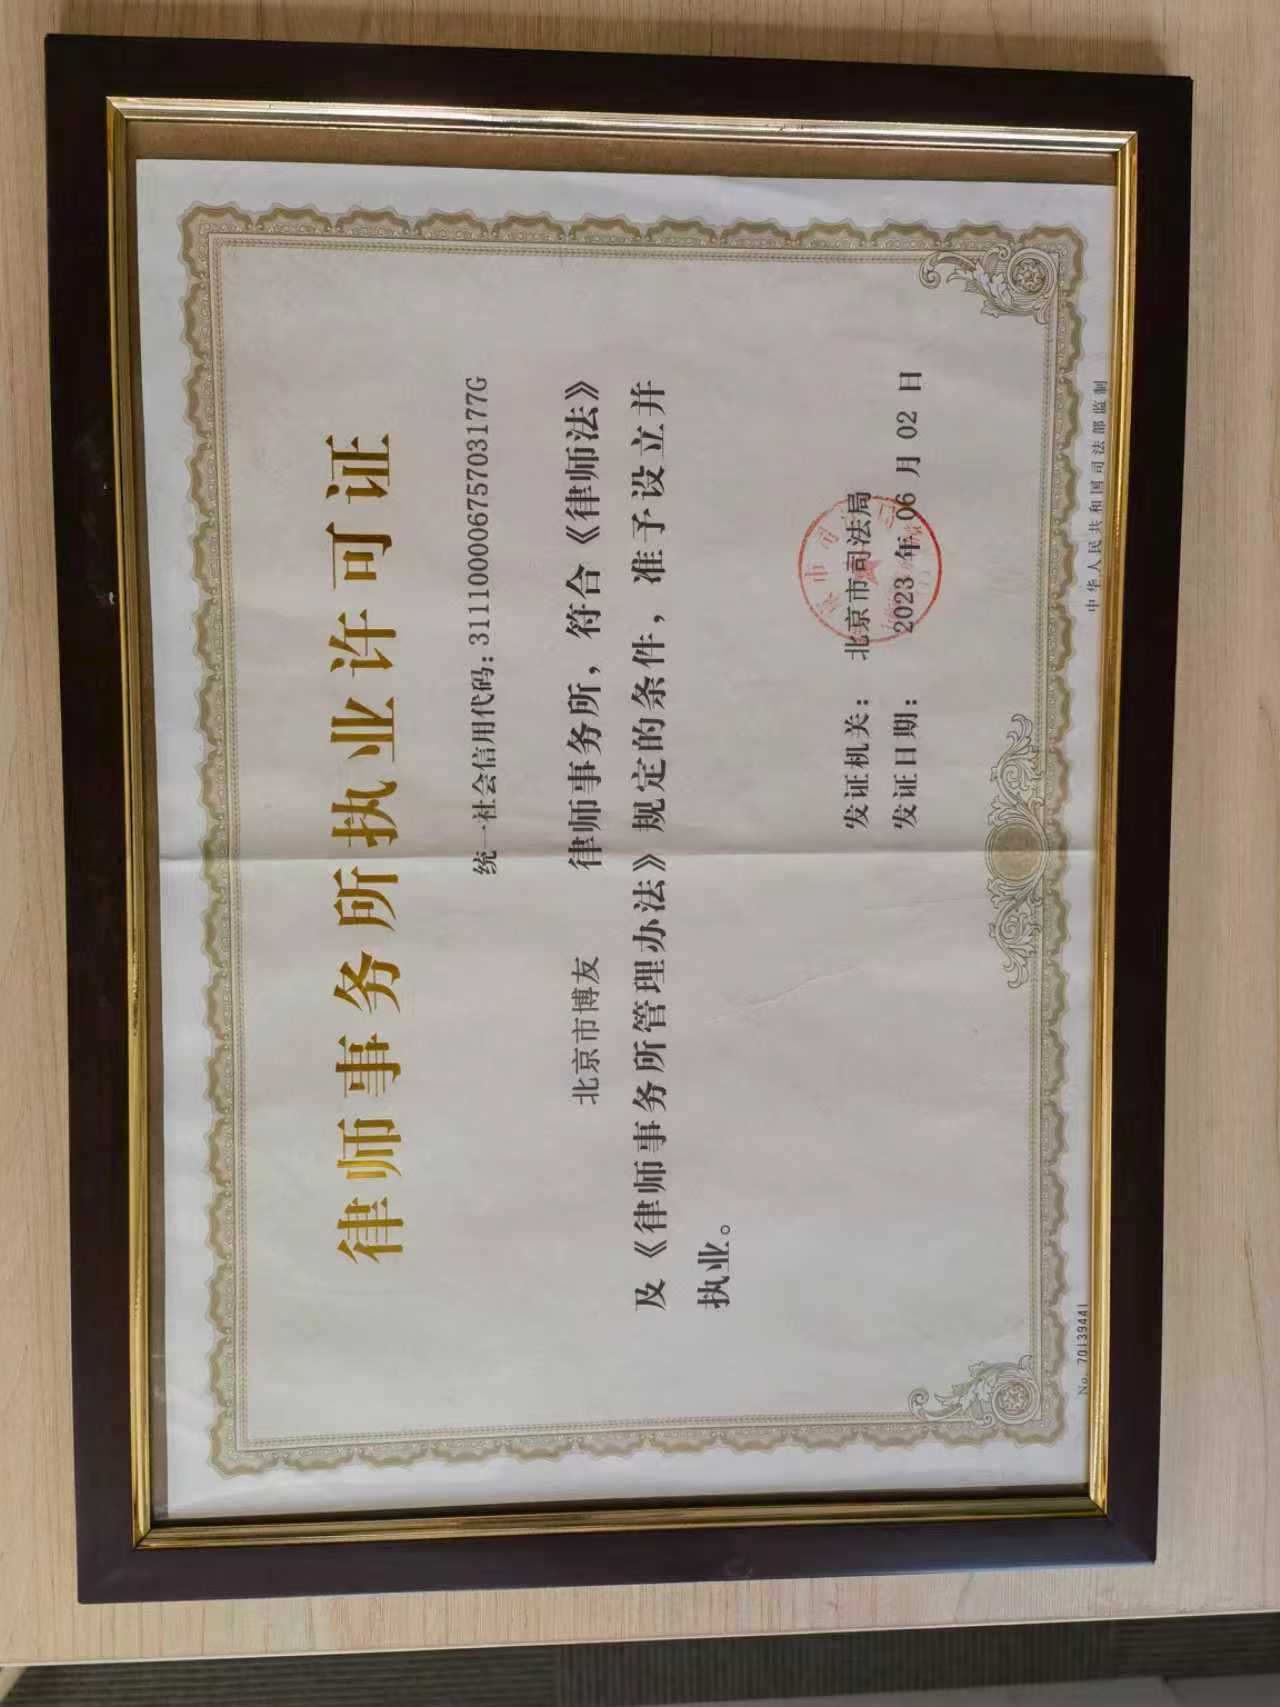 律师事务所执业许可证
统一社会信用代码：31110000675703177G
北京市博友 律师事务所，符合《律师法》
及《律师事务所管理办法》规定的条件，准予设立并
执业。
发证机关： 北京市司法局
发证日期： 2023 年 06 月 02 日
No. 70139441
中华人民共和国司法部监制